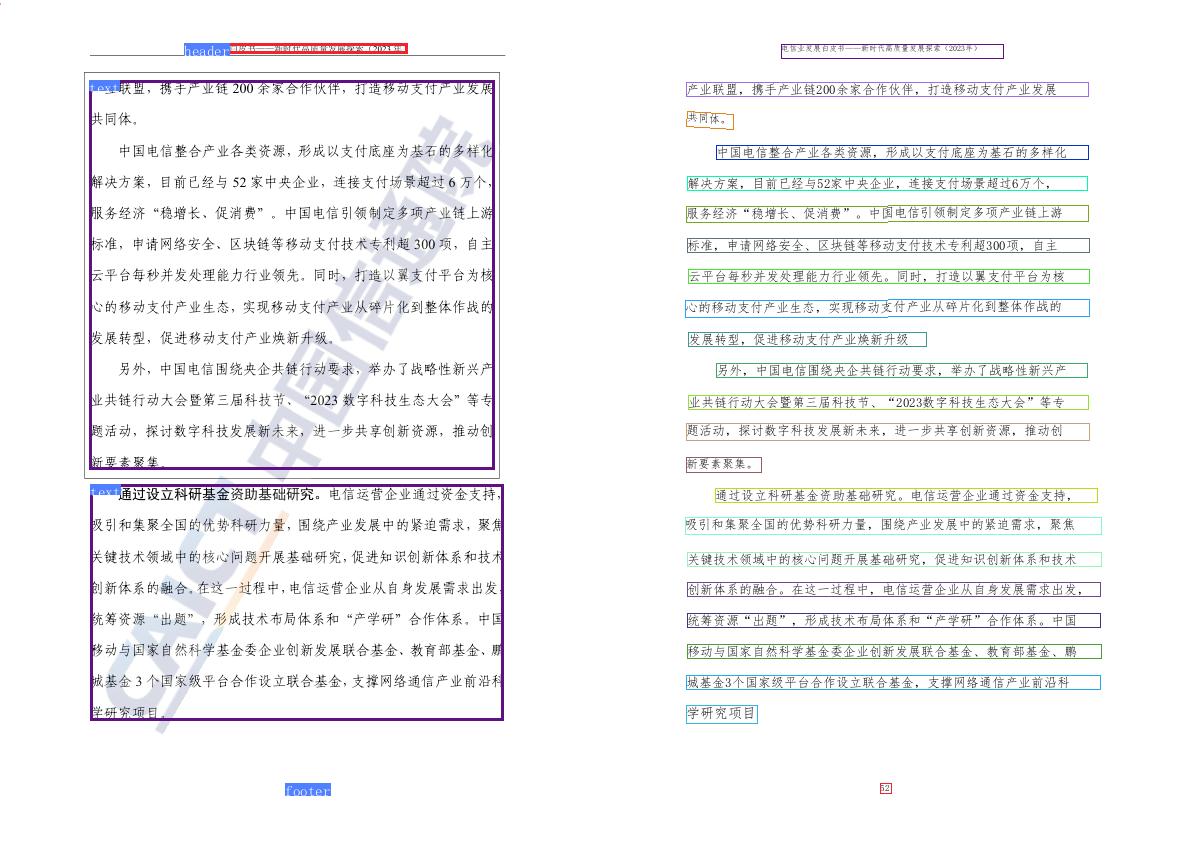 header
皮书——新时代高质量发展探索（2023 年）
text
联盟，携手产业链 200 余家合作伙伴，打造移动支付产业发展
共同体。
中国电信整合产业各类资源，形成以支付底座为基石的多样化
解决方案，目前已经与 52 家中央企业，连接支付场景超过 6 万个，
服务经济“稳增长、促消费”。中国电信引领制定多项产业链上游
标准，申请网络安全、区块链等移动支付技术专利超 300 项，自主
云平台每秒并发处理能力行业领先。同时，打造以翼支付平台为核
心的移动支付产业生态，实现移动支付产业从碎片化到整体作战的
发展转型，促进移动支付产业焕新升级。
另外，中国电信围绕央企共链行动要求，举办了战略性新兴产
业共链行动大会暨第三届科技节、“2023 数字科技生态大会”等专
题活动，探讨数字科技发展新未来，进一步共享创新资源，推动创
新要素聚集。
text
通过设立科研基金资助基础研究。电信运营企业通过资金支持，
吸引和集聚全国的优势科研力量，围绕产业发展中的紧迫需求，聚焦
关键技术领域中的核心问题开展基础研究，促进知识创新体系和技术
创新体系的融合。在这一过程中，电信运营企业从自身发展需求出发，
统筹资源“出题”，形成技术布局体系和“产学研”合作体系。中国
移动与国家自然科学基金委企业创新发展联合基金、教育部基金、鹏
城基金 3 个国家级平台合作设立联合基金，支撑网络通信产业前沿科
学研究项目。
footer
CAICT 中国信通院
电信业发展白皮书——新时代高质量发展探索（2023年）
产业联盟，携手产业链200余家合作伙伴，打造移动支付产业发展
共同体。
中国电信整合产业各类资源，形成以支付底座为基石的多样化
解决方案，目前已经与52家中央企业，连接支付场景超过6万个，
服务经济“稳增长、促消费”。中国电信引领制定多项产业链上游
标准，申请网络安全、区块链等移动支付技术专利超300项，自主
云平台每秒并发处理能力行业领先。同时，打造以翼支付平台为核
心的移动支付产业生态，实现移动支付产业从碎片化到整体作战的
发展转型，促进移动支付产业焕新升级
另外，中国电信围绕央企共链行动要求，举办了战略性新兴产
业共链行动大会暨第三届科技节、“2023数字科技生态大会”等专
题活动，探讨数字科技发展新未来，进一步共享创新资源，推动创
新要素聚集。
通过设立科研基金资助基础研究。电信运营企业通过资金支持，
吸引和集聚全国的优势科研力量，围绕产业发展中的紧迫需求，聚焦
关键技术领域中的核心问题开展基础研究，促进知识创新体系和技术
创新体系的融合。在这一过程中，电信运营企业从自身发展需求出发，
统筹资源“出题”，形成技术布局体系和“产学研”合作体系。中国
移动与国家自然科学基金委企业创新发展联合基金、教育部基金、鹏
城基金3个国家级平台合作设立联合基金，支撑网络通信产业前沿科
学研究项目
52